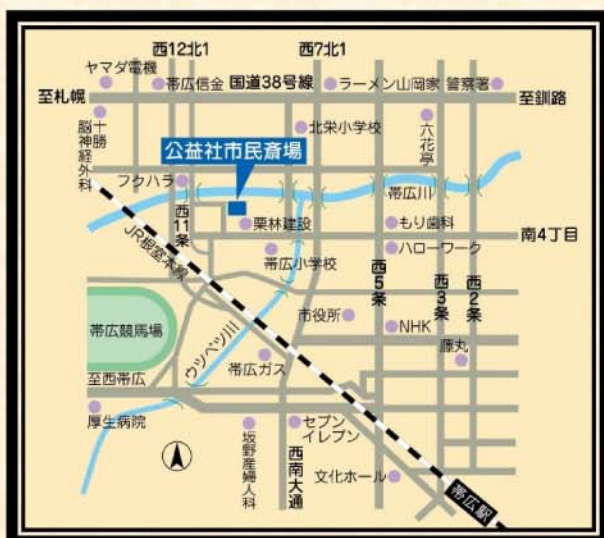 西12北1
西7北1
ヤマダ電機
帯広信金
国道38号線
ラーメン山岡家
警察署
至札幌
至釧路
十勝
脳神経外科
北栄小学校
六花亭
公益社市民斎場
フクハラ
帯広川
西11条
栗林建設
もり歯科
南4丁目
JR根室本線
帯広小学校
ハローワーク
西5条
西3条
西2条
帯広競馬場
ウツベツ川
市役所
NHK
藤丸
帯広ガス
至西帯広
厚生病院
坂野産婦人科
西南大通
セブン
イレブン
文化ホール
帯広駅